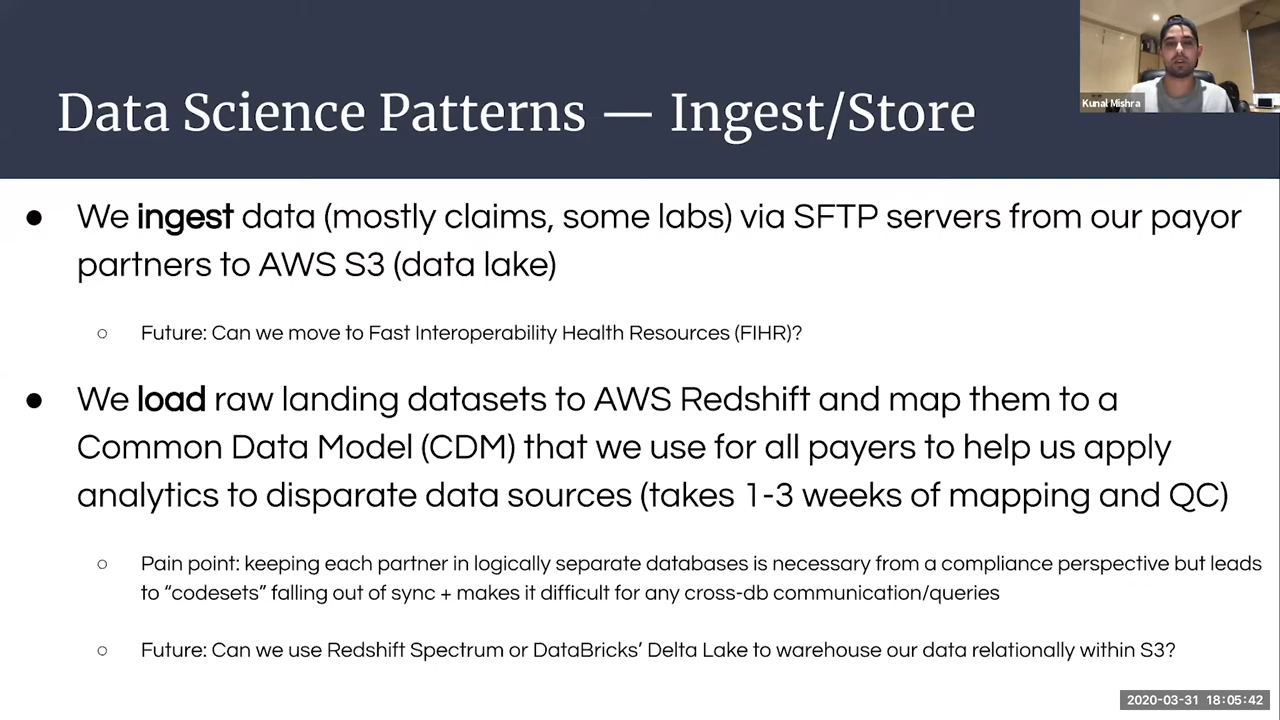 Data Science Patterns — Ingest/Store
Kunal Mishra
● We ingest data (mostly claims, some labs) via SFTP servers from our payor
partners to AWS S3 (data lake)
○ Future: Can we move to Fast Interoperability Health Resources (FIHR)?
● We load raw landing datasets to AWS Redshift and map them to a
Common Data Model (CDM) that we use for all payers to help us apply
analytics to disparate data sources (takes 1-3 weeks of mapping and QC)
○ Pain point: keeping each partner in logically separate databases is necessary from a compliance perspective but leads
to “codesets” falling out of sync + makes it difficult for any cross-db communication/queries
○ Future: Can we use Redshift Spectrum or DataBricks’ Delta Lake to warehouse our data relationally within S3?
2020-03-31 18:05:42